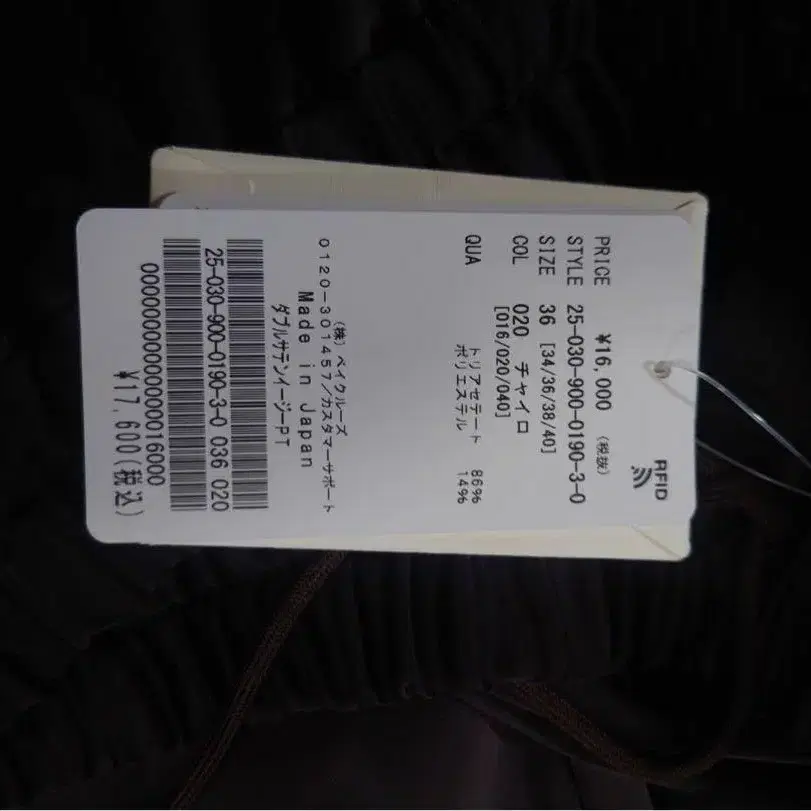 RFID
PRICE ¥16,000 (税抜)
STYLE 25-030-900-0190-3-0
SIZE 36 [34/36/38/40]
COL 020 チャイロ
[016/020/040]
QUA トリアセテート 86%
ポリエステル 14%
(株)ベイクルーズ
0120-301457/カスタマーサポート
Made in Japan
ダブルサテンイージーPT
25-030-900-0190-3-0 036 020
0000000000000000016000
¥17,600(税込)